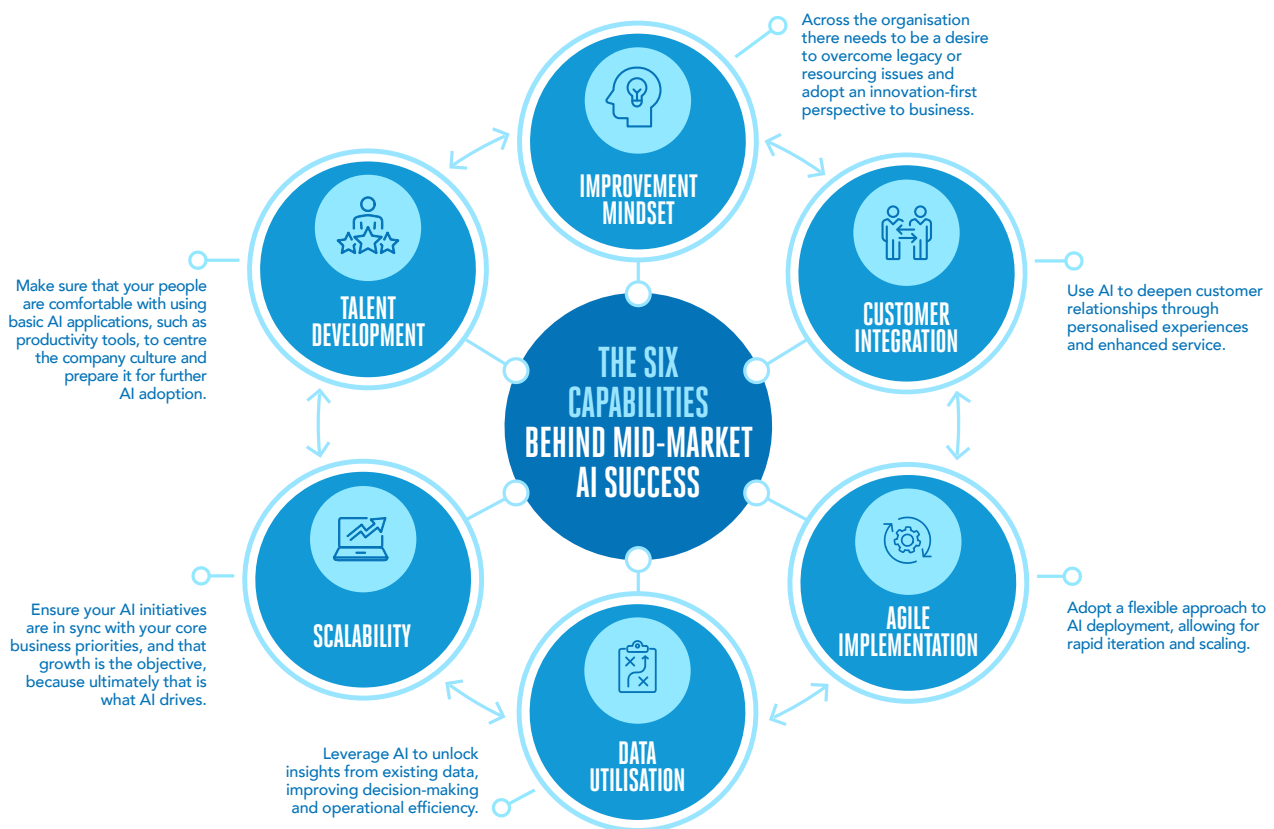 Across the organisation
there needs to be a desire
to overcome legacy or
resourcing issues and
adopt an innovation-first
perspective to business.
IMPROVEMENT
MINDSET
CUSTOMER
INTEGRATION
Use AI to deepen customer
relationships through
personalised experiences
and enhanced service.
TALENT
DEVELOPMENT
Make sure that your people
are comfortable with using
basic AI applications, such as
productivity tools, to centre
the company culture and
prepare it for further
AI adoption.
THE SIX
CAPABILITIES
BEHIND MID-MARKET
AI SUCCESS
AGILE
IMPLEMENTATION
Adopt a flexible approach to
AI deployment, allowing for
rapid iteration and scaling.
SCALABILITY
Ensure your AI initiatives
are in sync with your core
business priorities, and that
growth is the objective,
because ultimately that is
what AI drives.
DATA
UTILISATION
Leverage AI to unlock
insights from existing data,
improving decision-making
and operational efficiency.